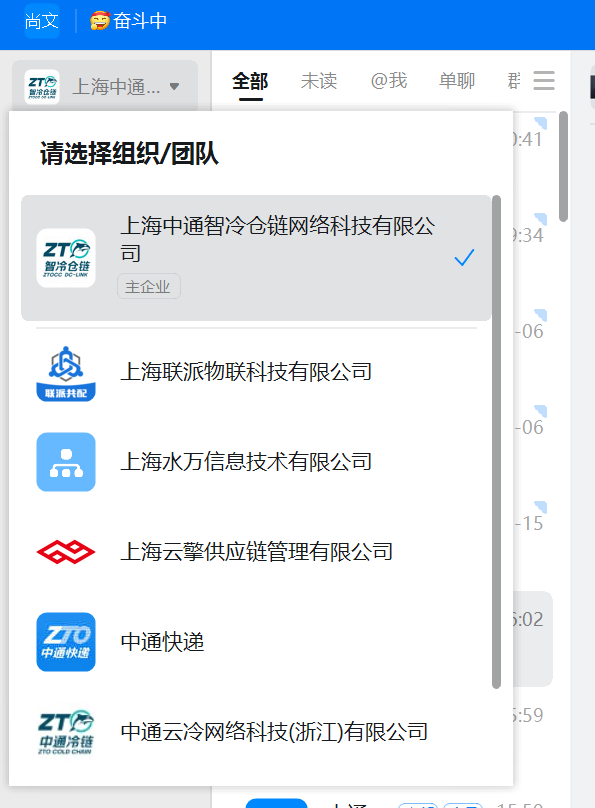 尚文
奋斗中
ZTO
智冷仓链
ZTOCC DC-LINK
上海中通...
全部
未读
@我
单聊
群
请选择组织/团队
:41
ZTO
智冷仓链
ZTOCC DC-LINK
上海中通智冷仓链网络科技有限公
司
主企业
9:34
-06
联派共配
上海联派物联科技有限公司
-06
上海水万信息技术有限公司
-15
上海云擎供应链管理有限公司
:02
ZTO
中通快递
中通快递
:59
ZTO
中通冷链
ZTO COLD CHAIN
中通云冷网络科技(浙江)有限公司